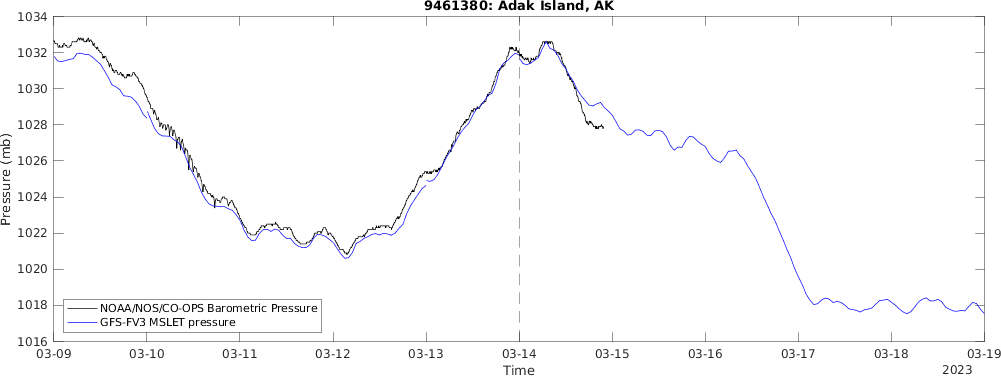 9461380: Adak Island, AK
1034
1032
1030
1028
1026
1024
1022
1020
1018
1016
Pressure (mb)
NOAA/NOS/CO-OPS Barometric Pressure
GFS-FV3 MSLET pressure
03-09 03-10 03-11 03-12 03-13 03-14 03-15 03-16 03-17 03-18 03-19
Time
2023